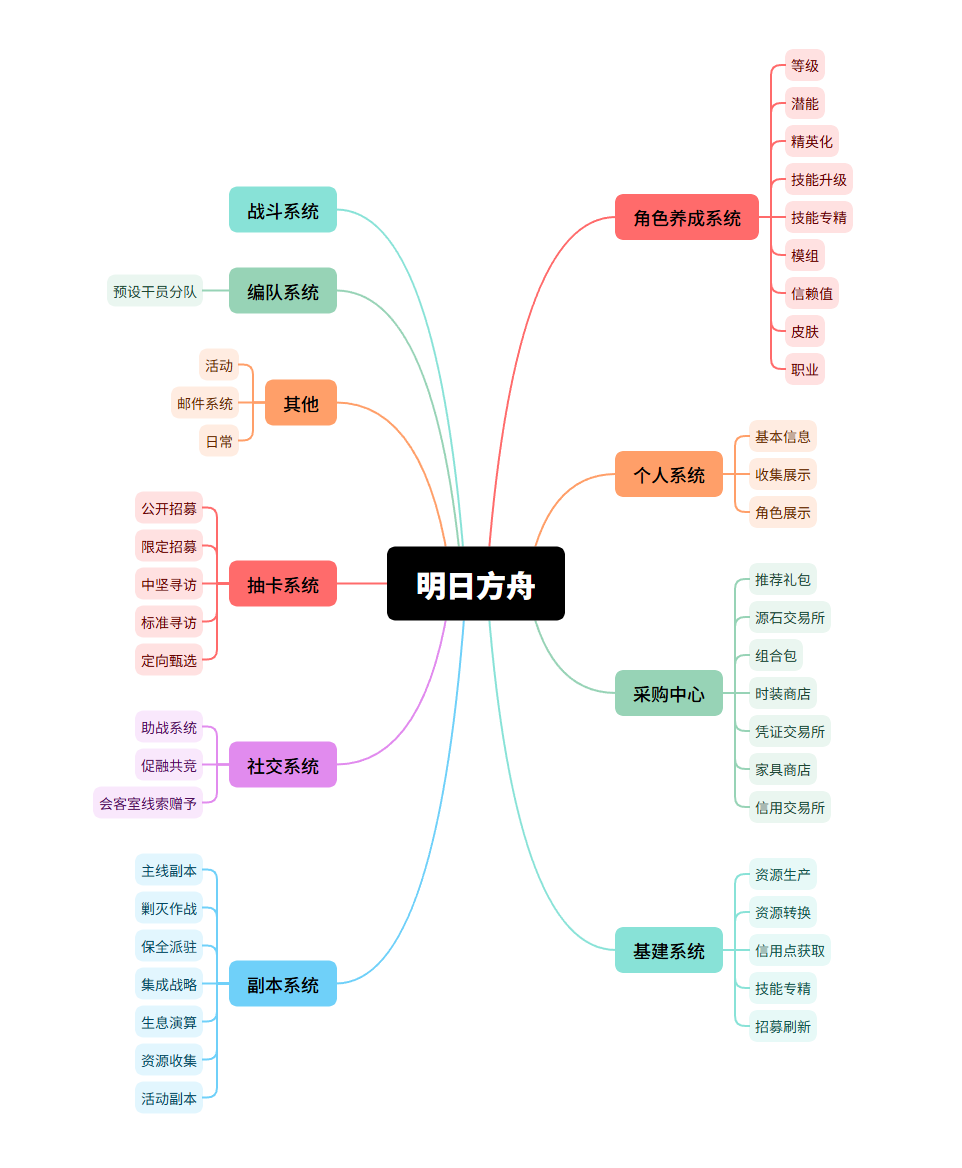 明日方舟
角色养成系统
等级
潜能
精英化
技能升级
技能专精
模组
信赖值
皮肤
职业
个人系统
基本信息
收集展示
角色展示
采购中心
推荐礼包
源石交易所
组合包
时装商店
凭证交易所
家具商店
信用交易所
基建系统
资源生产
资源转换
信用点获取
技能专精
招募刷新
战斗系统
编队系统
预设干员分队
其他
活动
邮件系统
日常
抽卡系统
公开招募
限定招募
中坚寻访
标准寻访
定向甄选
社交系统
助战系统
促融共竞
会客室线索赠予
副本系统
主线副本
剿灭作战
保全派驻
集成战略
生息演算
资源收集
活动副本